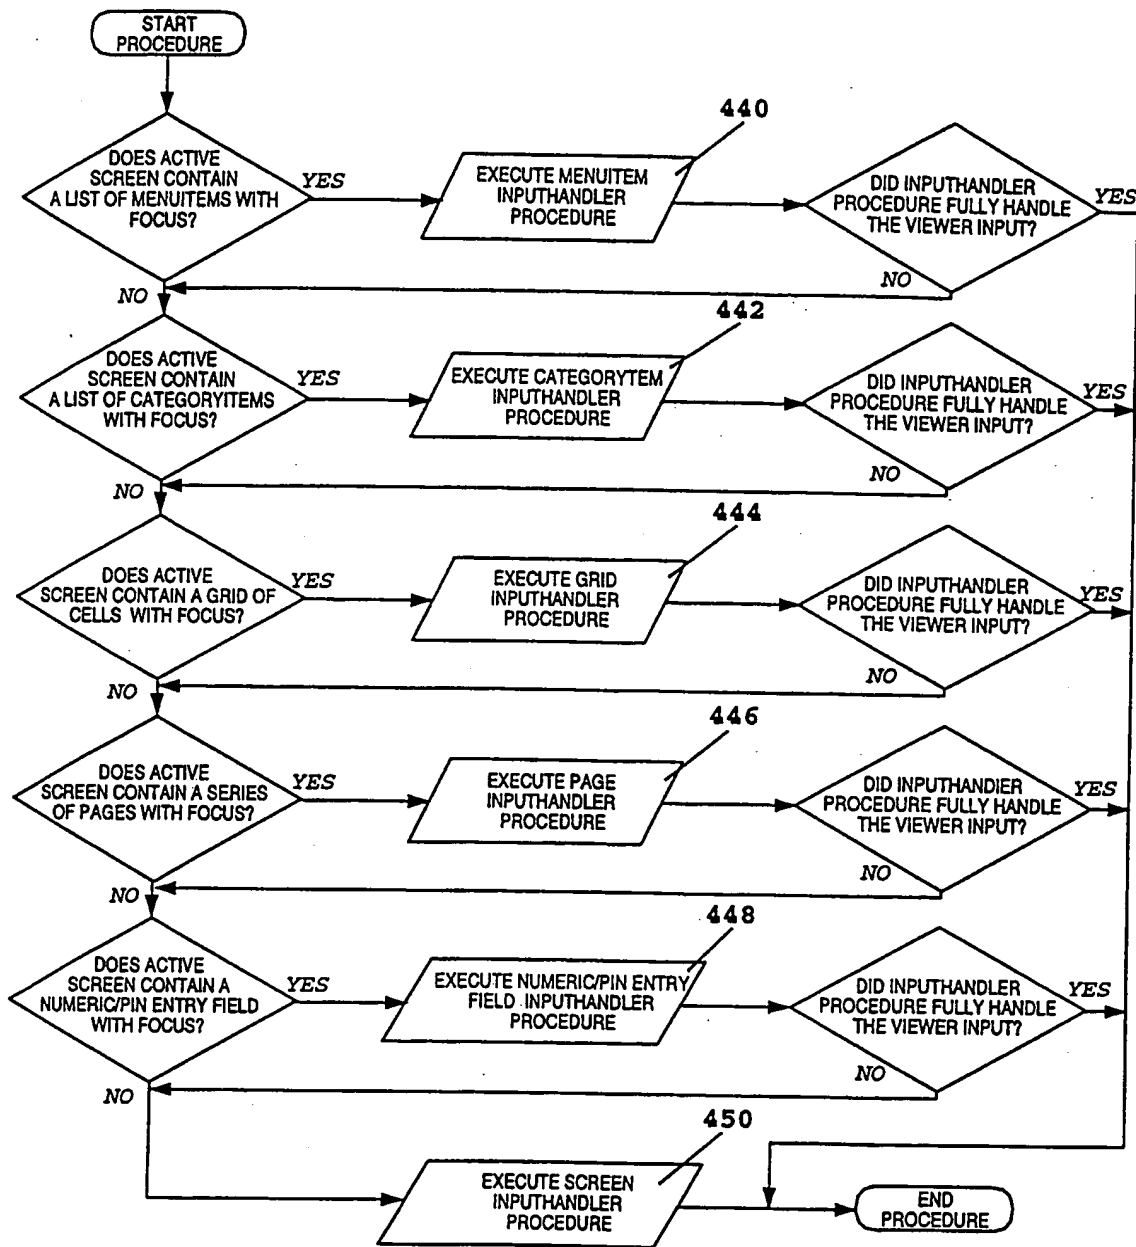 START
PROCEDURE
440
DOES ACTIVE
SCREEN CONTAIN
A LIST OF MENUITEMS WITH
FOCUS?
YES
EXECUTE MENUITEM
INPUTHANDLER
PROCEDURE
DID INPUTHANDLER
PROCEDURE FULLY HANDLE
THE VIEWER INPUT?
YES
NO
NO
442
DOES ACTIVE
SCREEN CONTAIN
A LIST OF CATEGORYITEMS
WITH FOCUS?
YES
EXECUTE CATEGORYTEM
INPUTHANDLER
PROCEDURE
DID INPUTHANDLER
PROCEDURE FULLY HANDLE
THE VIEWER INPUT?
YES
NO
NO
444
DOES ACTIVE
SCREEN CONTAIN A GRID OF
CELLS WITH FOCUS?
YES
EXECUTE GRID
INPUTHANDLER
PROCEDURE
DID INPUTHANDLER
PROCEDURE FULLY HANDLE
THE VIEWER INPUT?
YES
NO
NO
446
DOES ACTIVE
SCREEN CONTAIN A SERIES
OF PAGES WITH FOCUS?
YES
EXECUTE PAGE
INPUTHANDLER
PROCEDURE
DID INPUTHANDIER
PROCEDURE FULLY HANDLE
THE VIEWER INPUT?
YES
NO
NO
448
DOES ACTIVE
SCREEN CONTAIN A
NUMERIC/PIN ENTRY FIELD
WITH FOCUS?
YES
EXECUTE NUMERIC/PIN ENTRY
FIELD INPUTHANDLER
PROCEDURE
DID INPUTHANDLER
PROCEDURE FULLY HANDLE
THE VIEWER INPUT?
YES
NO
NO
450
EXECUTE SCREEN
INPUTHANDLER
PROCEDURE
END
PROCEDURE